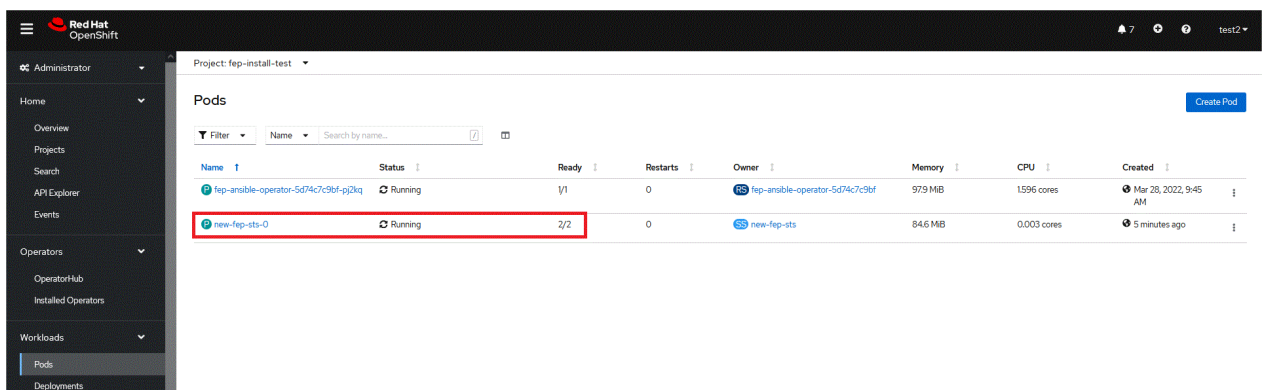 Red Hat
OpenShift
7
test2
Administrator
Project: fep-install-test
Home
Overview
Projects
Search
API Explorer
Events
Operators
OperatorHub
Installed Operators
Workloads
Pods
Deployments
Pods
Create Pod
Filter
Name
Search by name...
/
Name Status Ready Restarts Owner Memory CPU Created
P fep-ansible-operator-5d74c7c9bf-pj2kq Running 1/1 0 RS fep-ansible-operator-5d74c7c9bf 97.9 MiB 1.596 cores Mar 28, 2022, 9:45
AM
P new-fep-sts-0 Running 2/2 0 SS new-fep-sts 84.6 MiB 0.003 cores 5 minutes ago